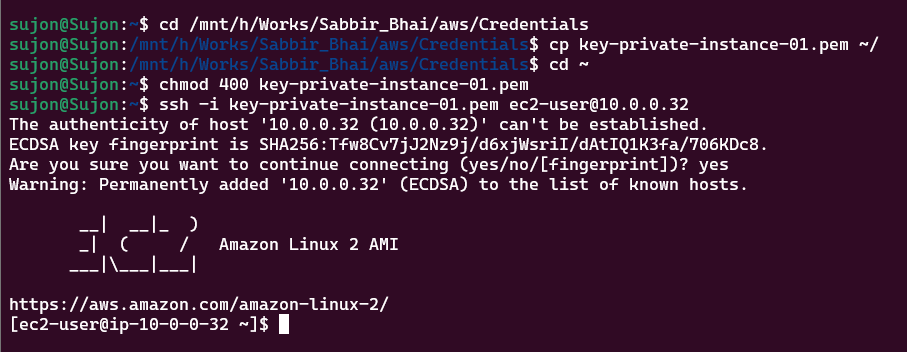 sujon@Sujon:~$ cd /mnt/h/Works/Sabbir_Bhai/aws/Credentials
sujon@Sujon:/mnt/h/Works/Sabbir_Bhai/aws/Credentials$ cp key-private-instance-01.pem ~/
sujon@Sujon:/mnt/h/Works/Sabbir_Bhai/aws/Credentials$ cd ~
sujon@Sujon:~$ chmod 400 key-private-instance-01.pem
sujon@Sujon:~$ ssh -i key-private-instance-01.pem ec2-user@10.0.0.32
The authenticity of host '10.0.0.32 (10.0.0.32)' can't be established.
ECDSA key fingerprint is SHA256:Tfw8Cv7jJ2Nz9j/d6xjWsriI/dAtIQ1K3fa/706KDc8.
Are you sure you want to continue connecting (yes/no/[fingerprint])? yes
Warning: Permanently added '10.0.0.32' (ECDSA) to the list of known hosts.

       __|  __|_  )
       _|  (     /   Amazon Linux 2 AMI
      ___|\___|___|

https://aws.amazon.com/amazon-linux-2/
[ec2-user@ip-10-0-0-32 ~]$